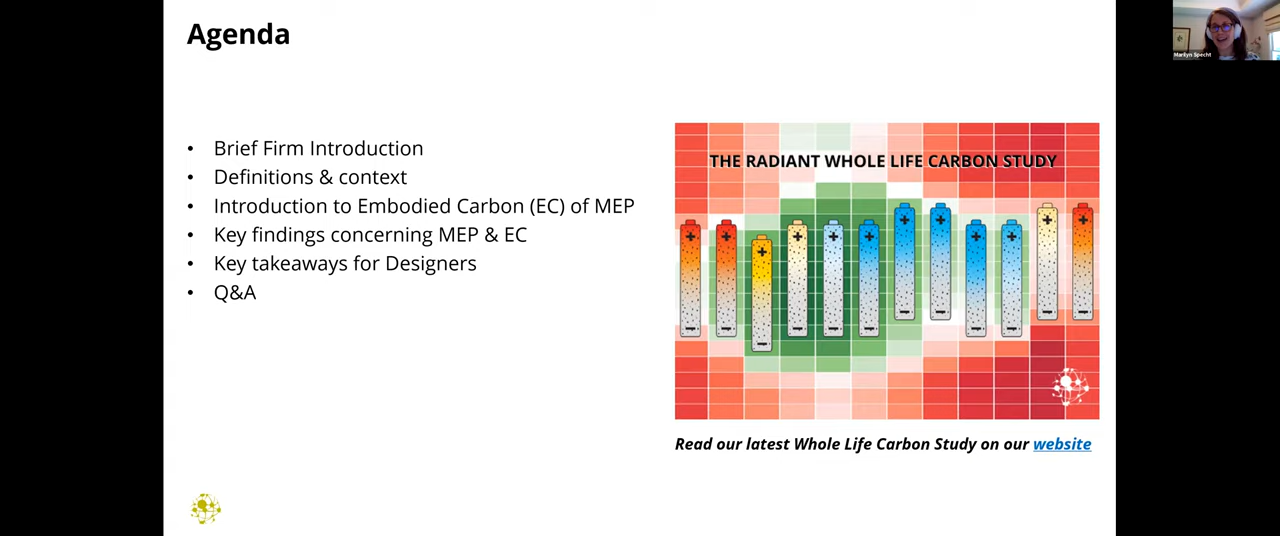 Agenda
• Brief Firm Introduction
• Definitions & context
• Introduction to Embodied Carbon (EC) of MEP
• Key findings concerning MEP & EC
• Key takeaways for Designers
• Q&A
THE RADIANT WHOLE LIFE CARBON STUDY
Read our latest Whole Life Carbon Study on our website
Marilyn Specht